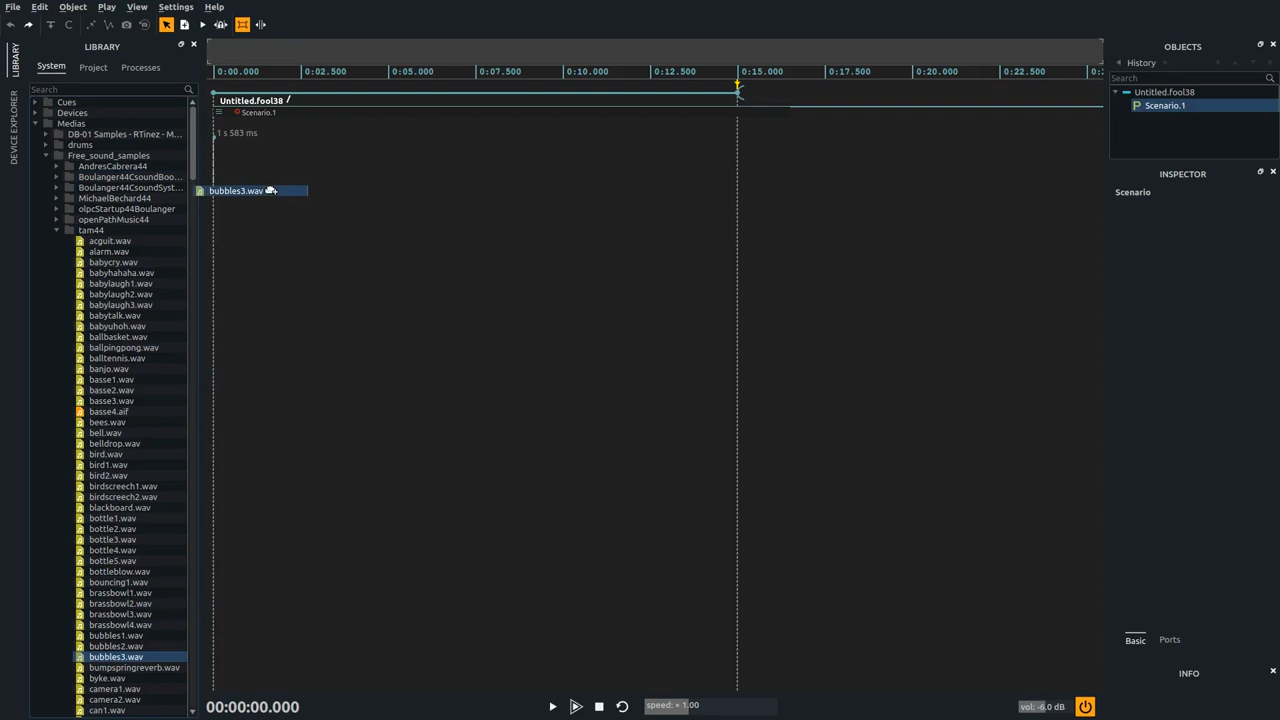 File Edit Object Play View Settings Help
LIBRARY
DEVICE EXPLORER
LIBRARY
System Project Processes
Search
Cues
Devices
Medias
DB-01 Samples - RTinez - M...
drums
Free_sound_samples
AndresCabrera44
Boulanger44CsoundBoo...
Boulanger44CsoundSyst...
MichaelBechard44
olpcStartup44Boulanger
openPathMusic44
tam44
acguit.wav
alarm.wav
babycry.wav
babyhahaha.wav
babylaugh1.wav
babylaugh2.wav
babylaugh3.wav
babytalk.wav
babyuhoh.wav
ballbasket.wav
ballpingpong.wav
balltennis.wav
banjo.wav
basse1.wav
basse2.wav
basse3.wav
basse4.aif
bees.wav
bell.wav
belldrop.wav
bird.wav
bird1.wav
bird2.wav
birdscreech1.wav
birdscreech2.wav
blackboard.wav
bottle1.wav
bottle2.wav
bottle3.wav
bottle4.wav
bottle5.wav
bottleblow.wav
bouncing1.wav
brassbowl1.wav
brassbowl2.wav
brassbowl3.wav
brassbowl4.wav
bubbles1.wav
bubbles2.wav
bubbles3.wav
bumpspringreverb.wav
byke.wav
camera1.wav
camera2.wav
can1.wav
0:00.000 0:02.500 0:05.000 0:07.500 0:10.000 0:12.500 0:15.000 0:17.500 0:20.000 0:22.500
Untitled.fool38 /
Scenario.1
1 s 583 ms
bubbles3.wav
00:00:00.000
speed: × 1.00
vol: -6.0 dB
OBJECTS
History
Search
Untitled.fool38
P Scenario.1
INSPECTOR
Scenario
Basic Ports
INFO